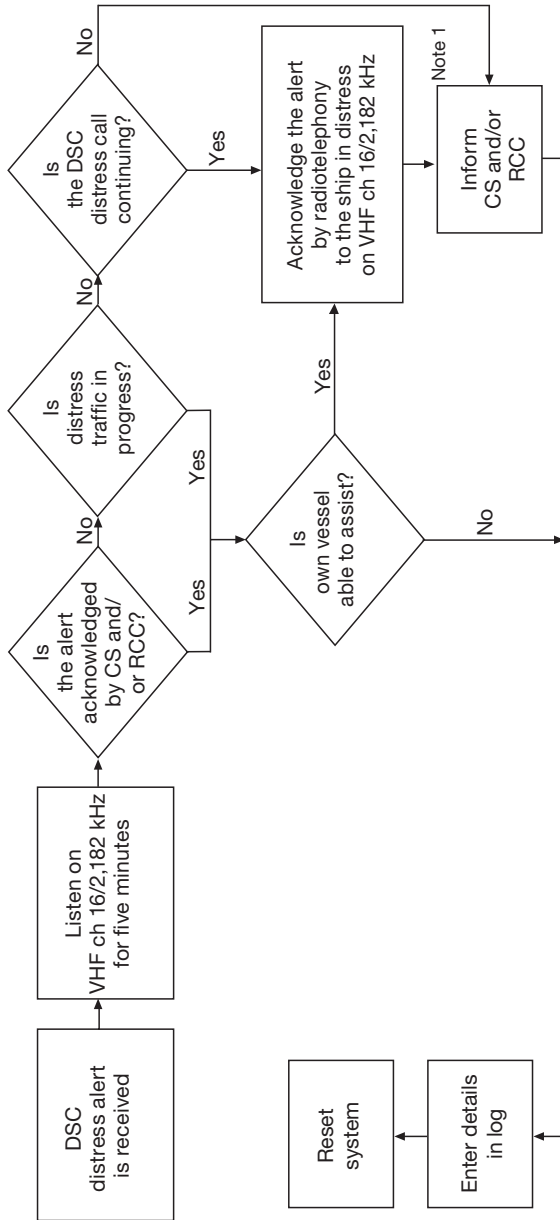 DSC
distress alert
is received
Listen on
VHF ch 16/2,182 kHz
for five minutes
Is
the alert
acknowledged
by CS and/
or RCC?
No
Yes
Is
distress
traffic in
progress?
No
Yes
Is
the DSC
distress call
continuing?
No
Yes
Is
own vessel
able to assist?
Yes
No
Acknowledge the alert
by radiotelephony
to the ship in distress
on VHF ch 16/2,182 kHz
Note 1
Inform
CS and/or
RCC
Enter details
in log
Reset
system